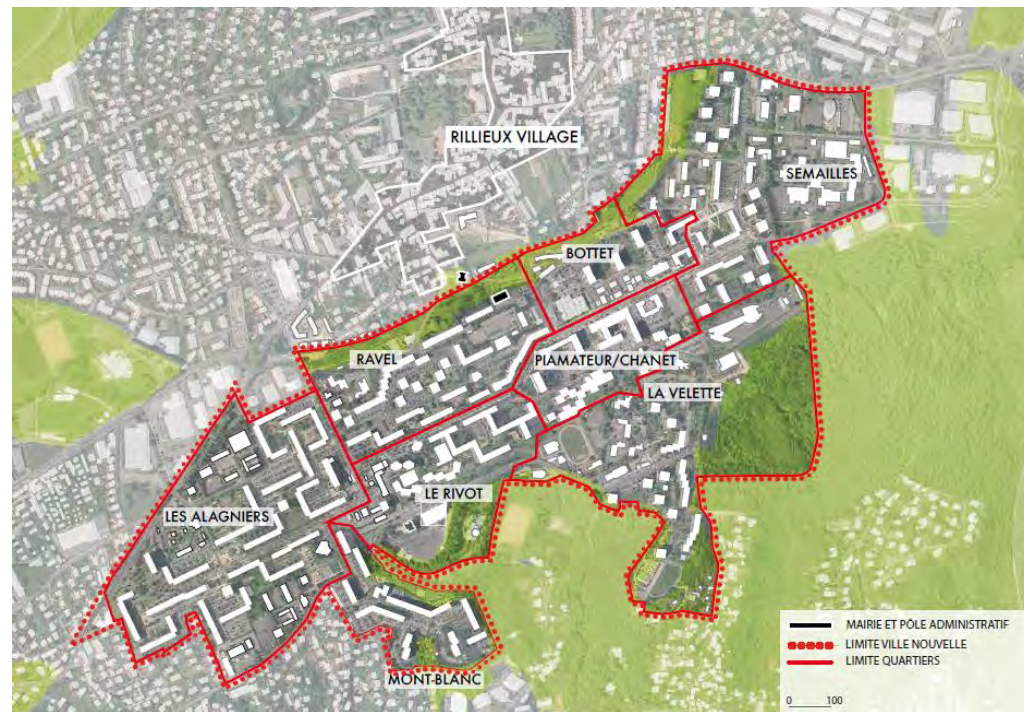 RILLIEUX VILLAGE
SEMAILLES
BOTTET
RAVEL
PIAMATEUR/CHANET
LA VELETTE
LE RIVOT
LES ALAGNIERS
MONT-BLANC
MAIRIE ET PÔLE ADMINISTRATIF
LIMITE VILLE NOUVELLE
LIMITE QUARTIERS
0 100